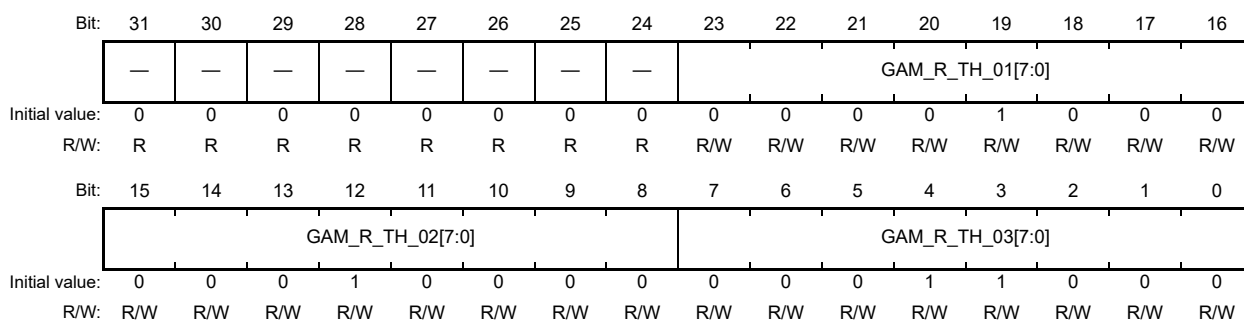 Bit: 31 30 29 28 27 26 25 24 23 22 21 20 19 18 17 16
— — — — — — — — GAM_R_TH_01[7:0]
Initial value: 0 0 0 0 0 0 0 0 0 0 0 0 1 0 0 0
R/W: R R R R R R R R R/W R/W R/W R/W R/W R/W R/W R/W
Bit: 15 14 13 12 11 10 9 8 7 6 5 4 3 2 1 0
GAM_R_TH_02[7:0] GAM_R_TH_03[7:0]
Initial value: 0 0 0 1 0 0 0 0 0 0 0 1 1 0 0 0
R/W: R/W R/W R/W R/W R/W R/W R/W R/W R/W R/W R/W R/W R/W R/W R/W R/W